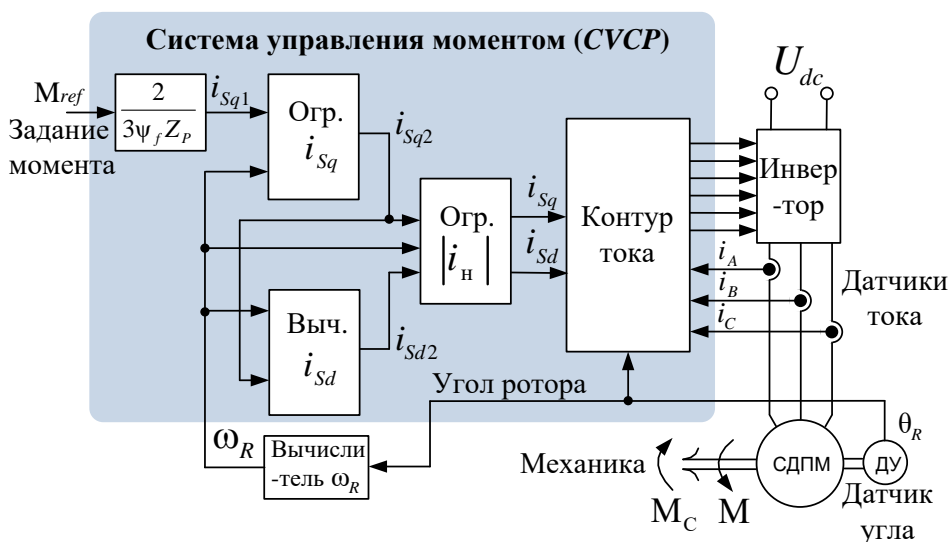 Система управления моментом (CVCP)
M_ref
Задание
момента
2
3ψ_f Z_P
i_Sq1
Огр.
i_Sq
i_Sq2
Огр.
|i_н|
i_Sq
i_Sd
Выч.
i_Sd
i_Sd2
Контур
тока
U_dc
Инвер
-тор
i_A
i_B
i_C
Датчики
тока
Угол ротора
ω_R
Вычисли
-тель ω_R
Механика
M_C
M
СДПМ
ДУ
θ_R
Датчик
угла